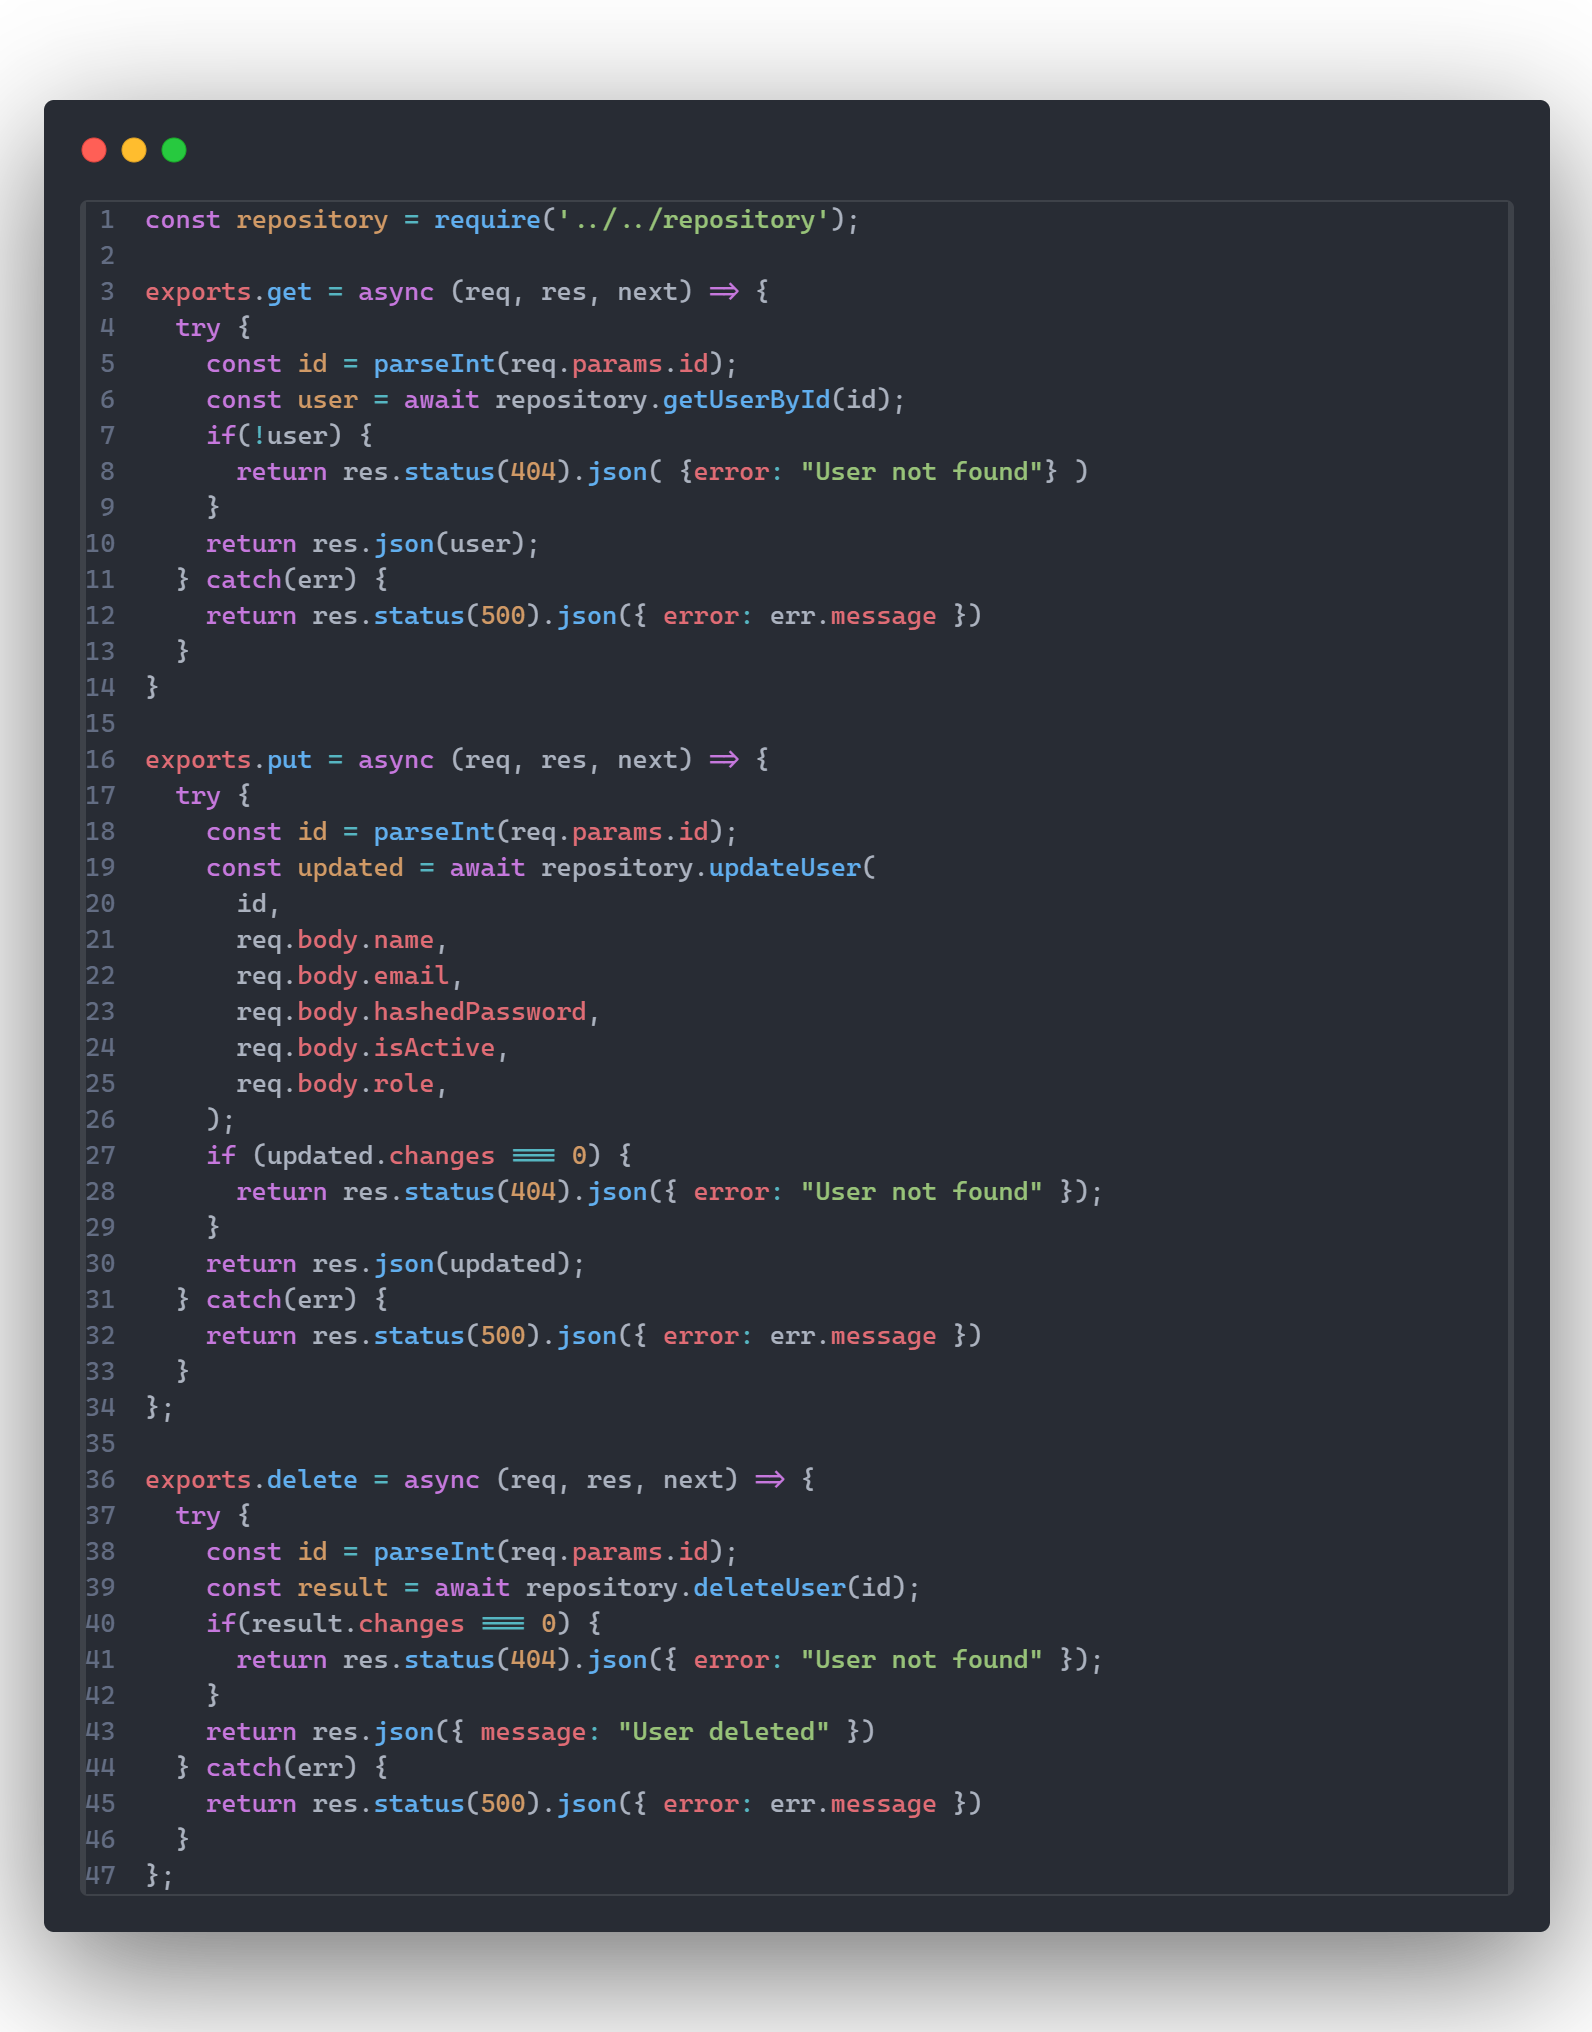 1 const repository = require('../../repository');
2
3 exports.get = async (req, res, next) => {
4   try {
5     const id = parseInt(req.params.id);
6     const user = await repository.getUserById(id);
7     if(!user) {
8       return res.status(404).json( {error: "User not found"} )
9     }
10     return res.json(user);
11   } catch(err) {
12     return res.status(500).json({ error: err.message })
13   }
14 }
15
16 exports.put = async (req, res, next) => {
17   try {
18     const id = parseInt(req.params.id);
19     const updated = await repository.updateUser(
20       id,
21       req.body.name,
22       req.body.email,
23       req.body.hashedPassword,
24       req.body.isActive,
25       req.body.role,
26     );
27     if (updated.changes === 0) {
28       return res.status(404).json({ error: "User not found" });
29     }
30     return res.json(updated);
31   } catch(err) {
32     return res.status(500).json({ error: err.message })
33   }
34 };
35
36 exports.delete = async (req, res, next) => {
37   try {
38     const id = parseInt(req.params.id);
39     const result = await repository.deleteUser(id);
40     if(result.changes === 0) {
41       return res.status(404).json({ error: "User not found" });
42     }
43     return res.json({ message: "User deleted" })
44   } catch(err) {
45     return res.status(500).json({ error: err.message })
46   }
47 };